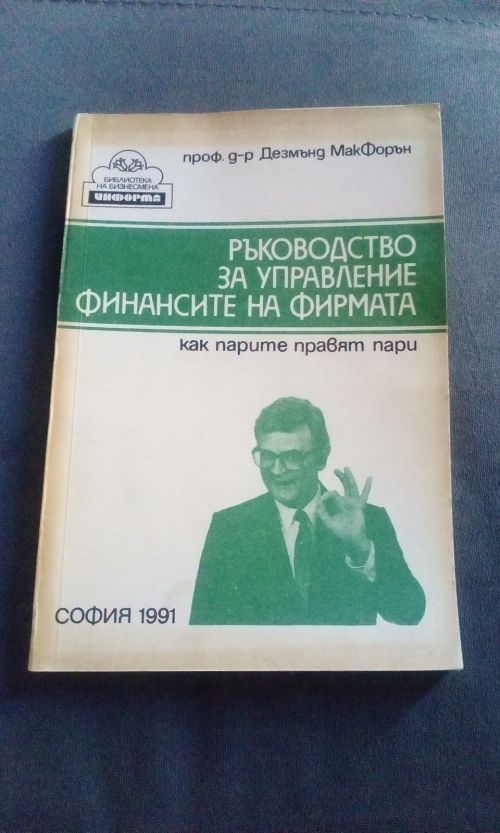 проф. д-р Дезмънд МакФорън
БИБЛИОТЕКА
НА БИЗНЕСМЕНА
ИНФОРМА
РЪКОВОДСТВО
ЗА УПРАВЛЕНИЕ
ФИНАНСИТЕ НА ФИРМАТА
как парите правят пари
СОФИЯ 1991